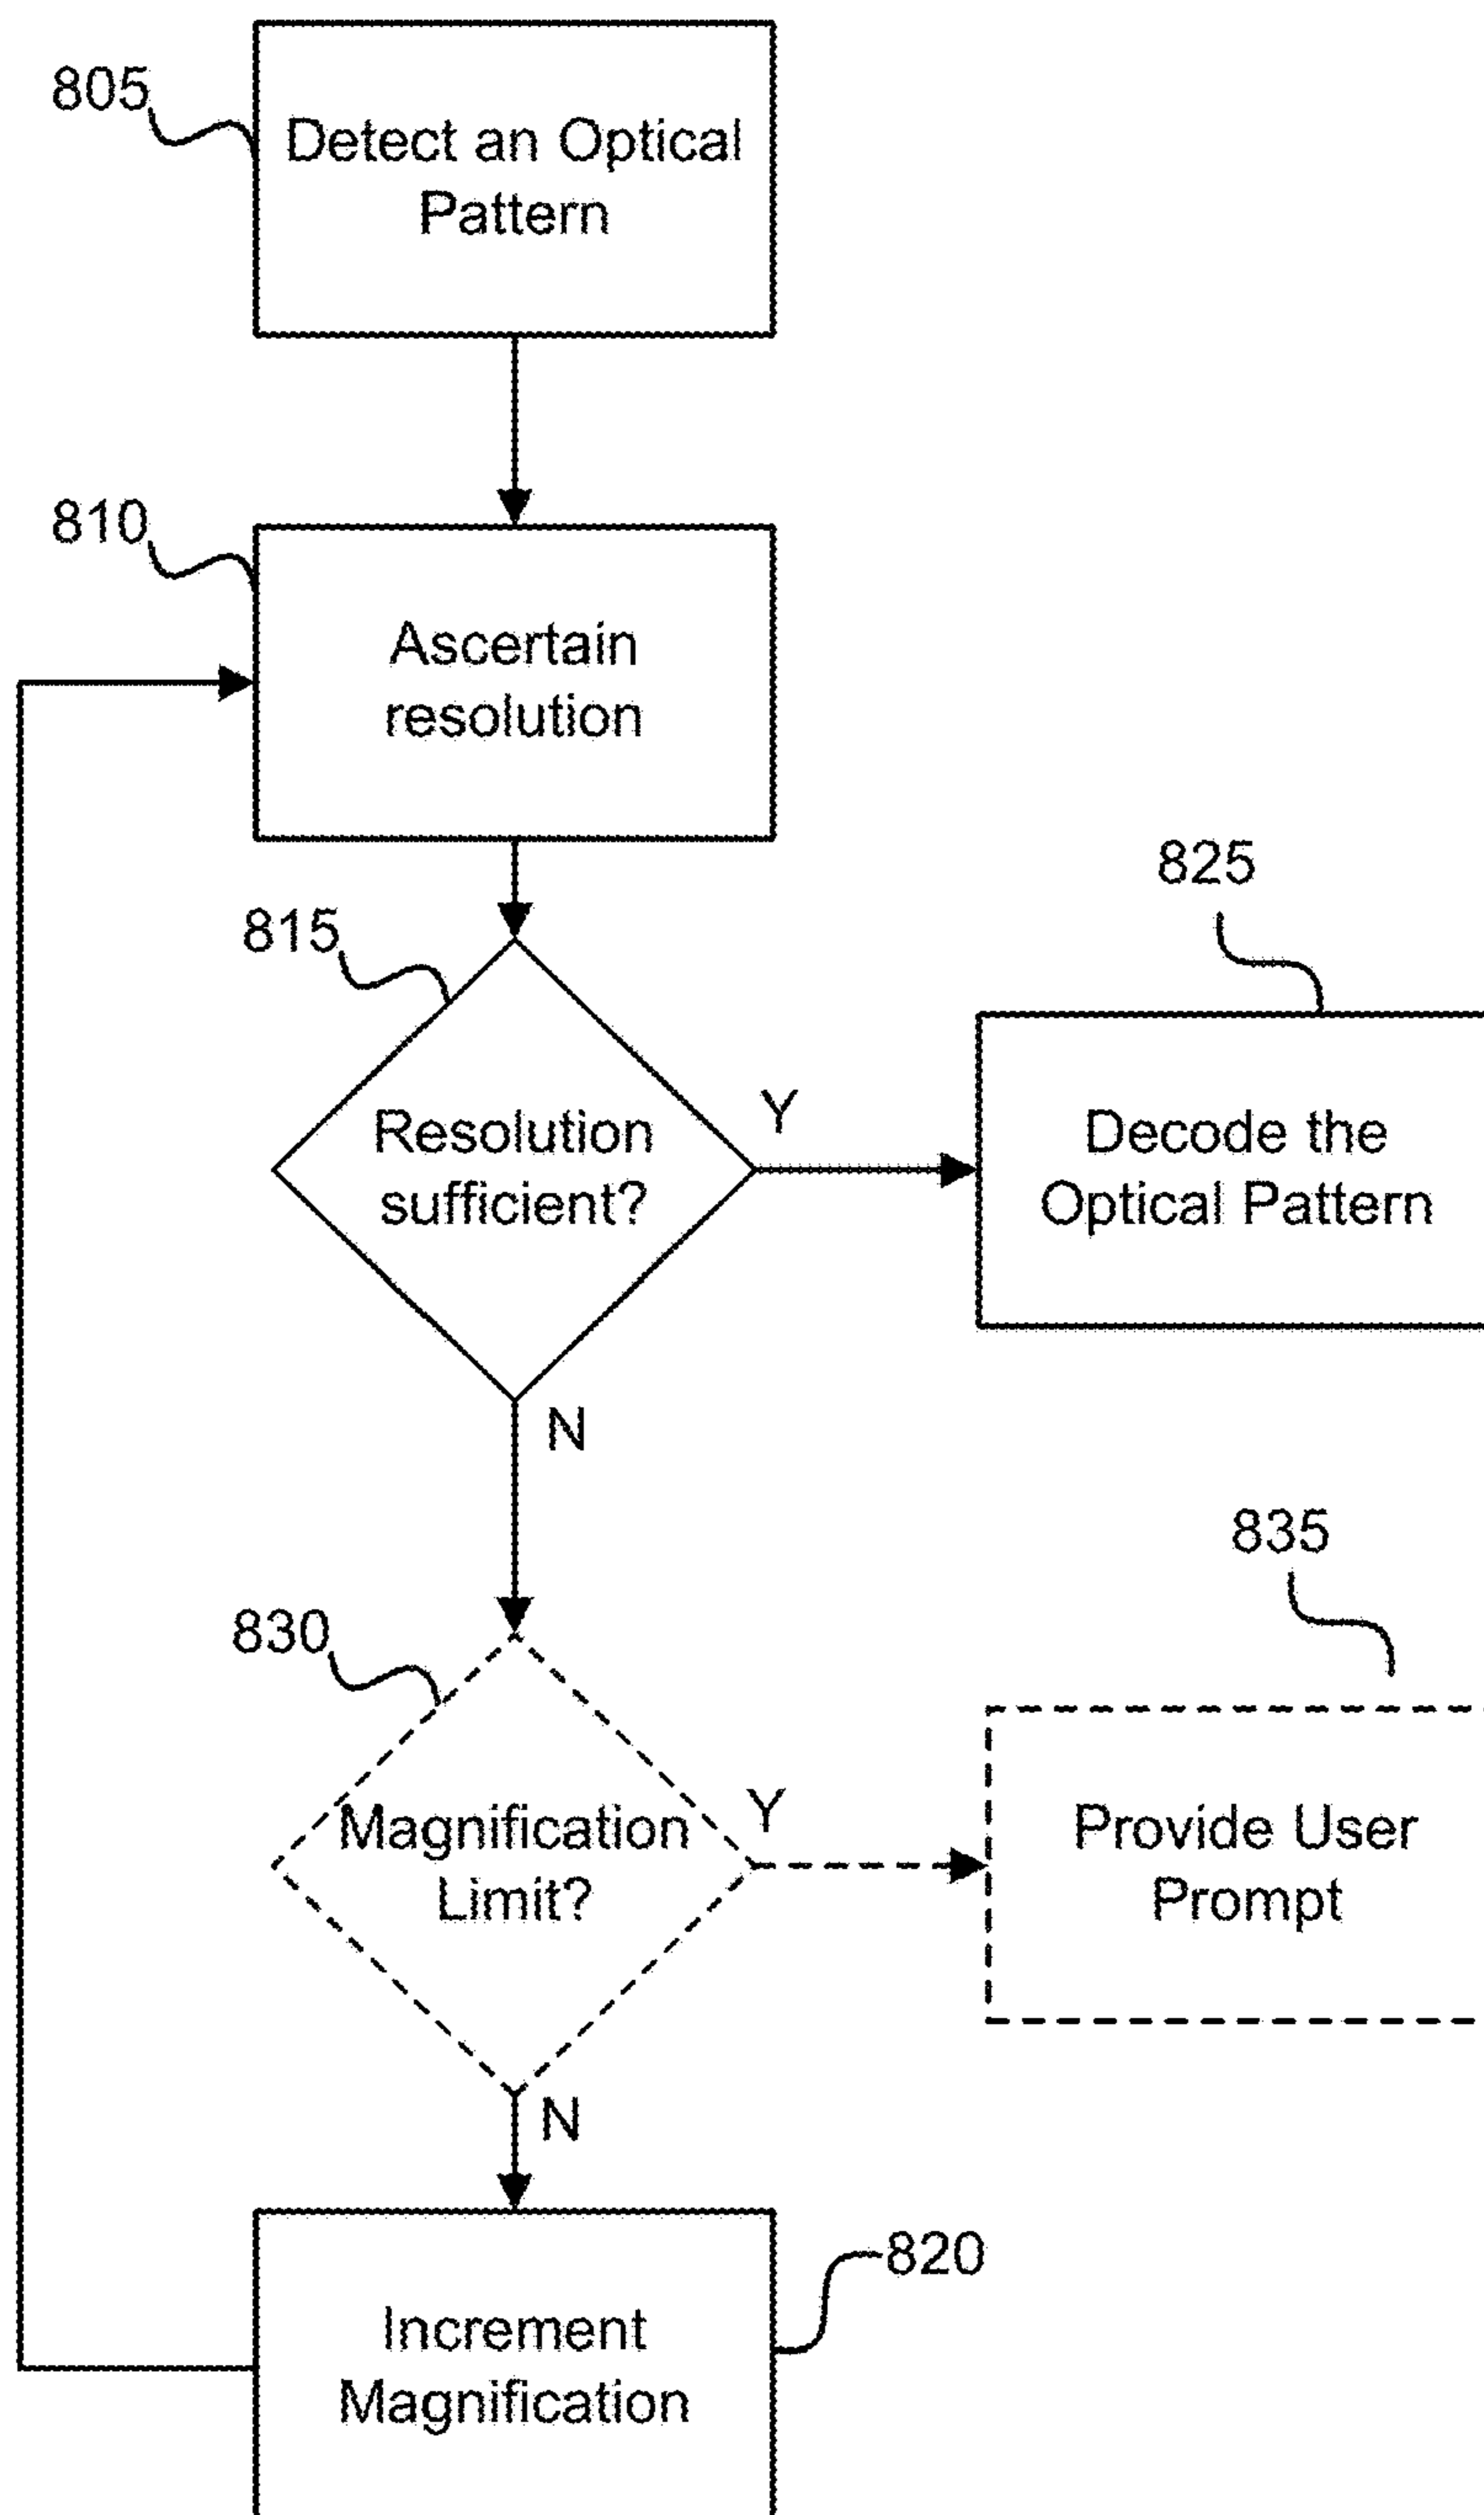 805
Detect an Optical
Pattern
810
Ascertain
resolution
815
Resolution
sufficient?
Y
825
Decode the
Optical Pattern
N
830
Magnification
Limit?
Y
835
Provide User
Prompt
N
820
Increment
Magnification